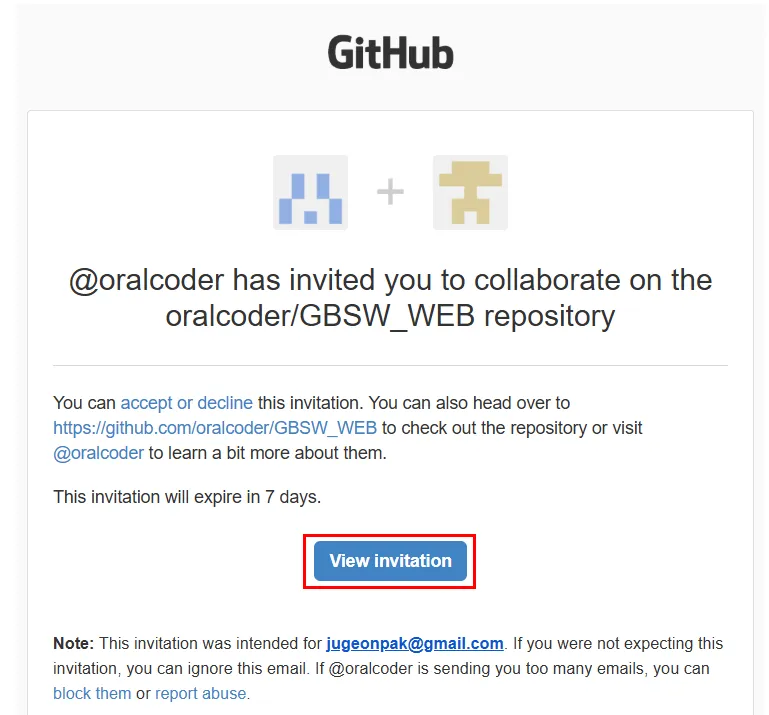 GitHub
@oralcoder has invited you to collaborate on the
oralcoder/GBSW_WEB repository
You can accept or decline this invitation. You can also head over to
https://github.com/oralcoder/GBSW_WEB to check out the repository or visit
@oralcoder to learn a bit more about them.
This invitation will expire in 7 days.
View invitation
Note: This invitation was intended for jugeonpak@gmail.com. If you were not expecting this
invitation, you can ignore this email. If @oralcoder is sending you too many emails, you can
block them or report abuse.